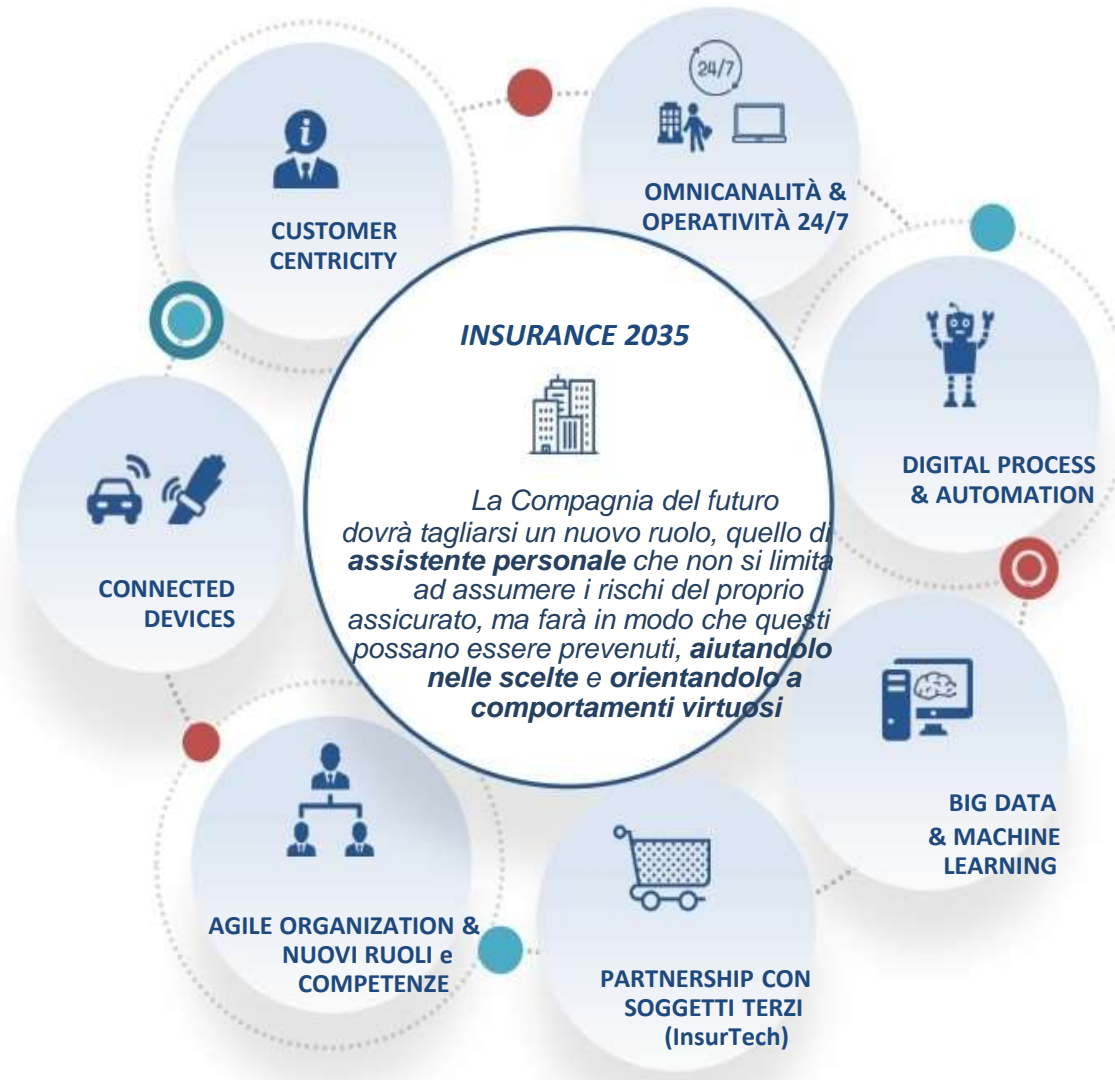 24/7
OMNICANALITÀ &
OPERATIVITÀ 24/7
i
CUSTOMER
CENTRICITY
INSURANCE 2035
La Compagnia del futuro
dovrà tagliarsi un nuovo ruolo, quello di
assistente personale che non si limita
ad assumere i rischi del proprio
assicurato, ma farà in modo che questi
possano essere prevenuti, aiutandolo
nelle scelte e orientandolo a
comportamenti virtuosi
DIGITAL PROCESS
& AUTOMATION
CONNECTED
DEVICES
BIG DATA
& MACHINE
LEARNING
AGILE ORGANIZATION &
NUOVI RUOLI e
COMPETENZE
PARTNERSHIP CON
SOGGETTI TERZI
(InsurTech)